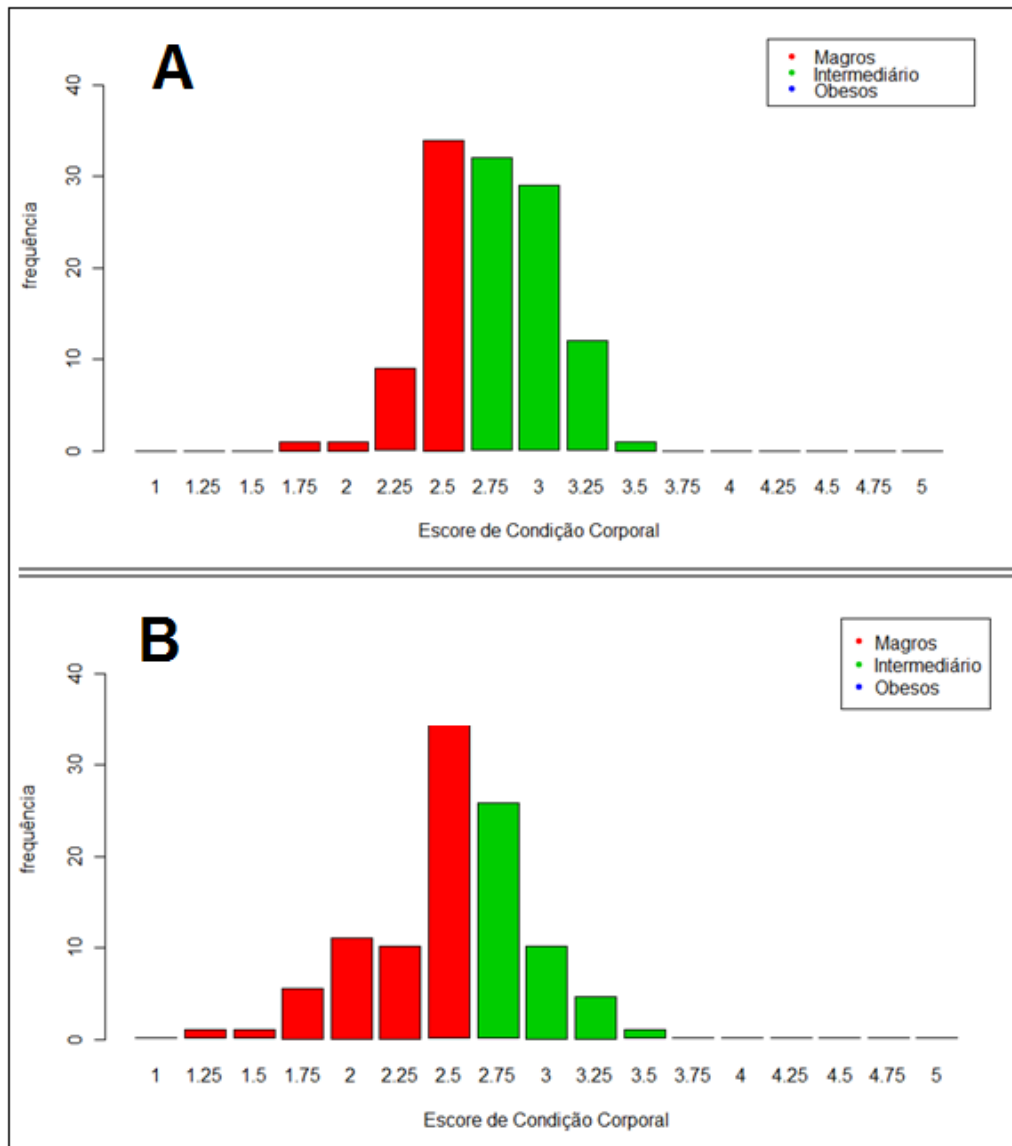 A
Magros
Intermediário
Obesos
40
30
20
10
0
frequência
1 1.25 1.5 1.75 2 2.25 2.5 2.75 3 3.25 3.5 3.75 4 4.25 4.5 4.75 5
Escore de Condição Corporal
B
Magros
Intermediário
Obesos
40
30
20
10
0
frequência
1 1.25 1.5 1.75 2 2.25 2.5 2.75 3 3.25 3.5 3.75 4 4.25 4.5 4.75 5
Escore de Condição Corporal